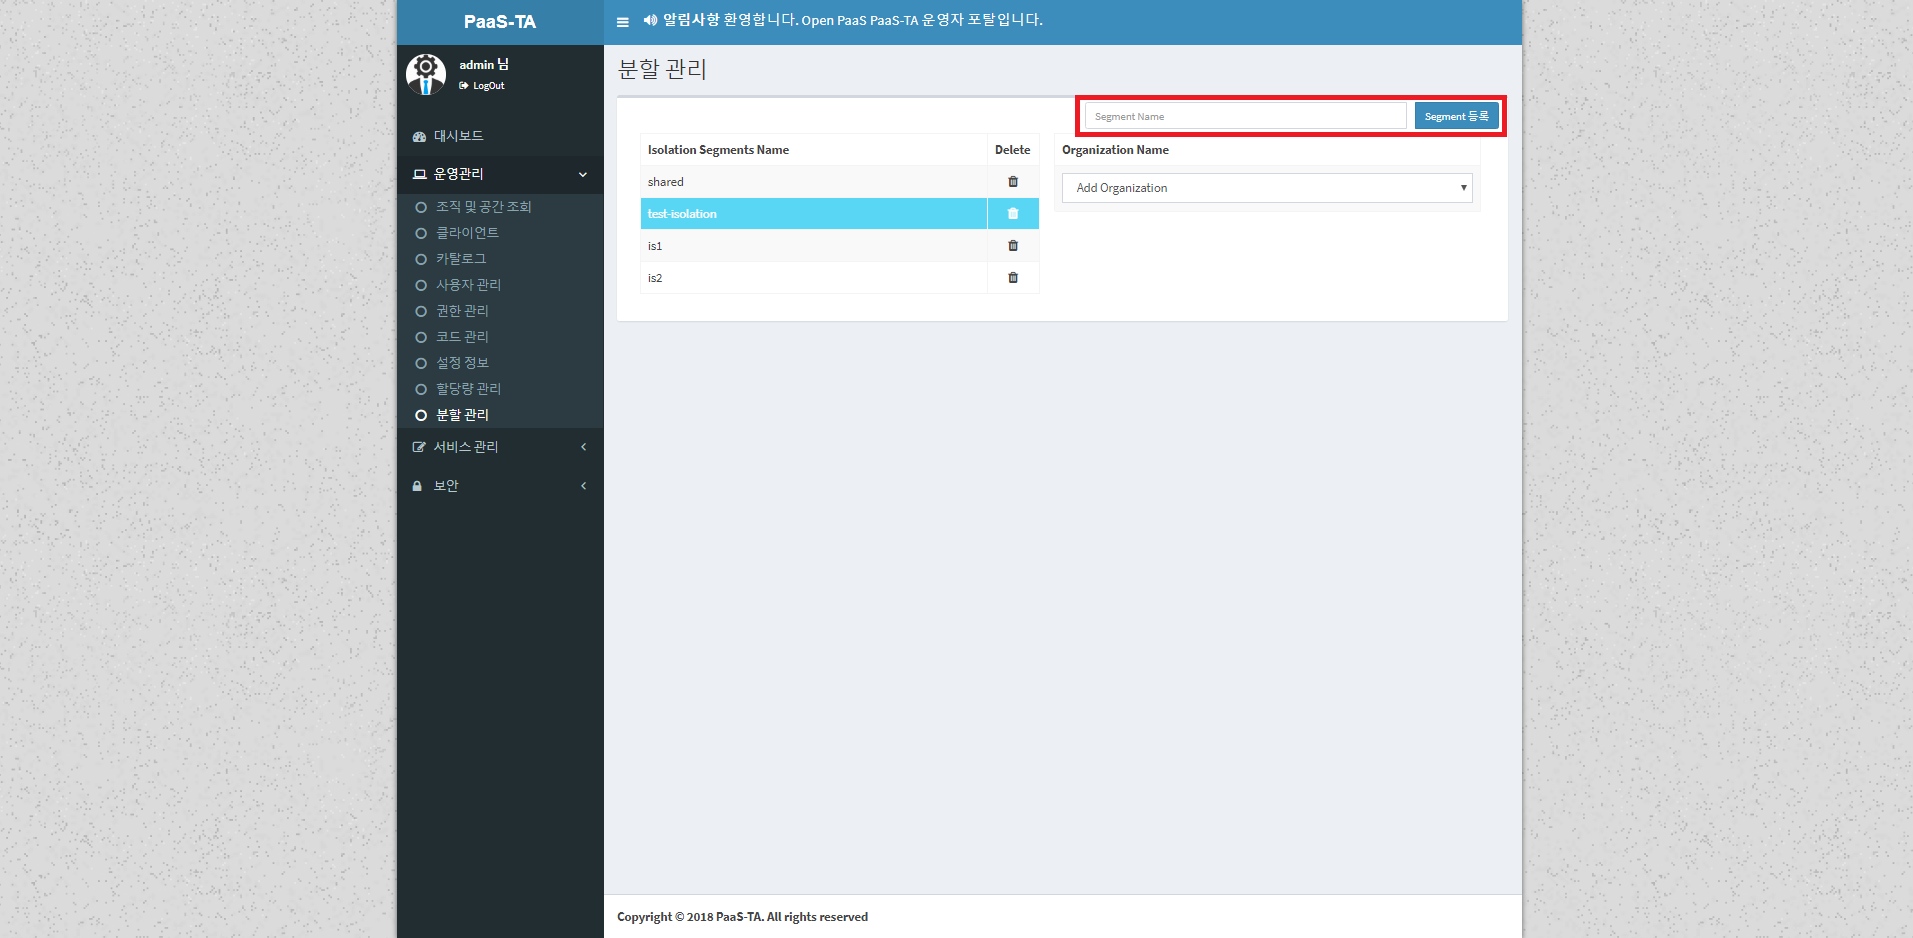 PaaS-TA
알림사항 환영합니다. Open PaaS PaaS-TA 운영자 포탈입니다.
admin 님
LogOut
대시보드
운영관리
조직 및 공간 조회
클라이언트
카탈로그
사용자 관리
권한 관리
코드 관리
설정 정보
할당량 관리
분할 관리
서비스 관리
보안
분할 관리
Segment Name
Segment 등록
Isolation Segments Name Delete
shared
test-isolation
is1
is2
Organization Name
Add Organization
Copyright © 2018 PaaS-TA. All rights reserved